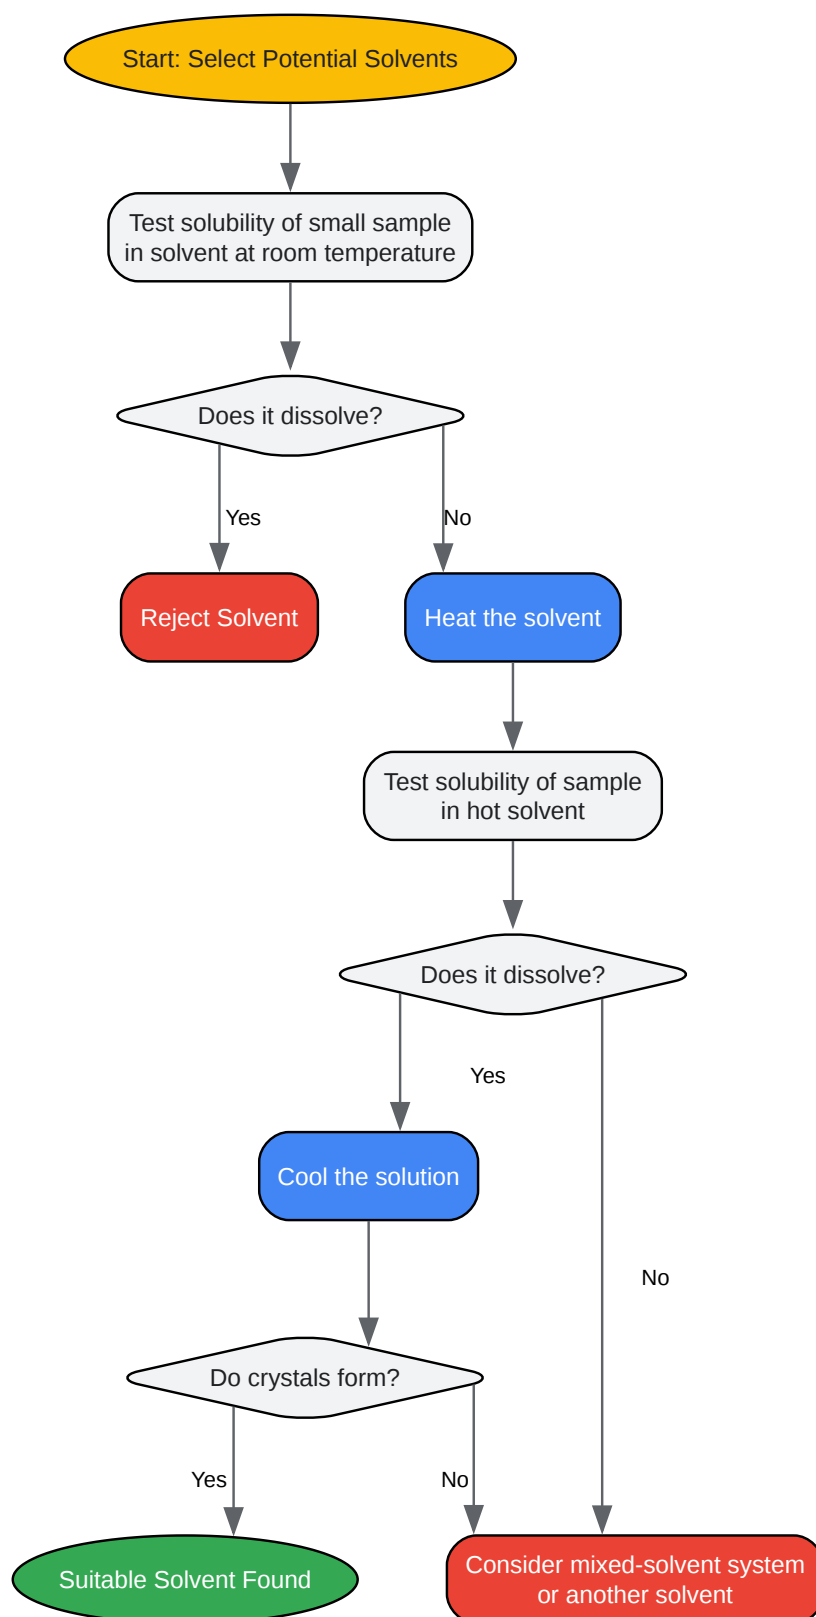 Start: Select Potential Solvents
Test solubility of small sample
in solvent at room temperature
Does it dissolve?
Yes
No
Reject Solvent
Heat the solvent
Test solubility of sample
in hot solvent
Does it dissolve?
Yes
Cool the solution
No
Do crystals form?
Yes
No
Suitable Solvent Found
Consider mixed-solvent system
or another solvent